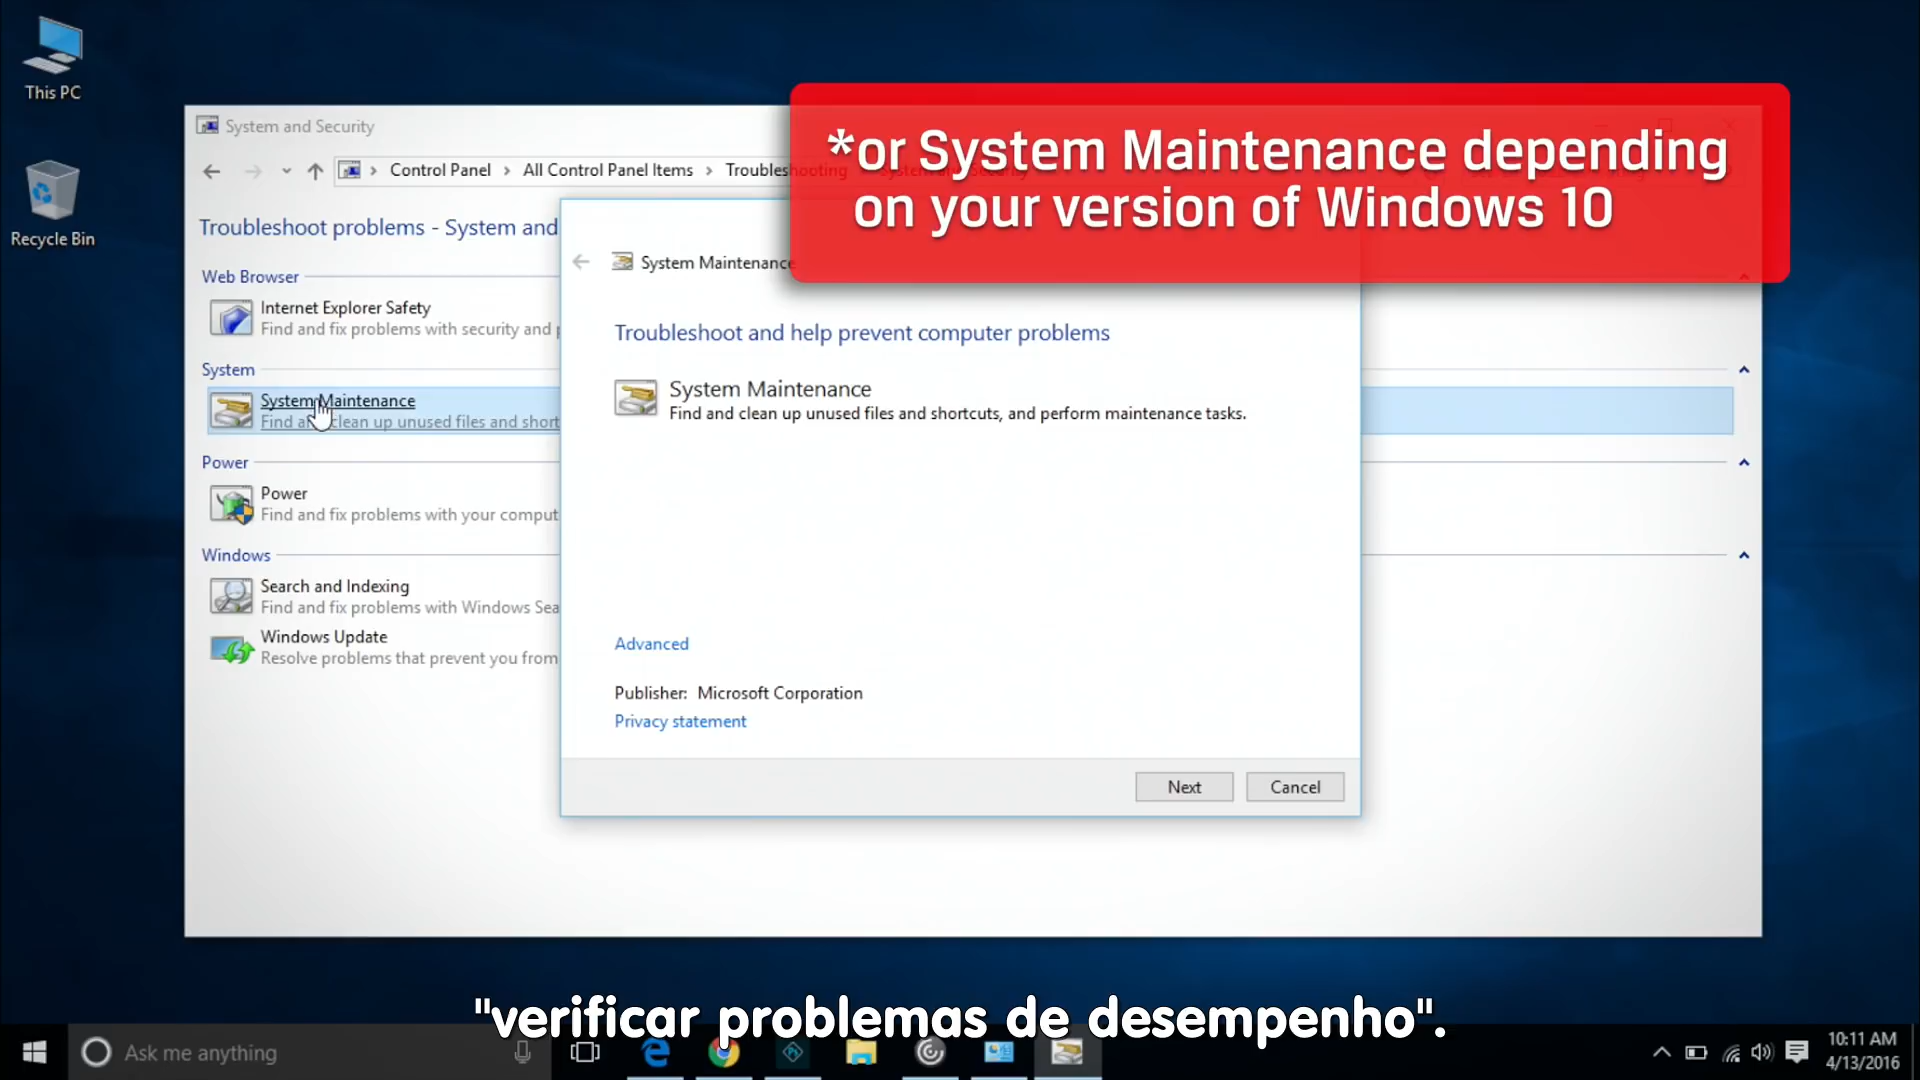 This PC
Recycle Bin
System and Security
Control Panel > All Control Panel Items > Troubleshooting
*or System Maintenance depending
on your version of Windows 10
Troubleshoot problems - System and
Web Browser
Internet Explorer Safety
Find and fix problems with security and
System
System Maintenance
Find and clean up unused files and short
Power
Power
Find and fix problems with your comput
Windows
Search and Indexing
Find and fix problems with Windows Sea
Windows Update
Resolve problems that prevent you from
System Maintenance
Troubleshoot and help prevent computer problems
System Maintenance
Find and clean up unused files and shortcuts, and perform maintenance tasks.
Advanced
Publisher: Microsoft Corporation
Privacy statement
Next
Cancel
"verificar problemas de desempenho".
Ask me anything
10:11 AM
4/13/2016